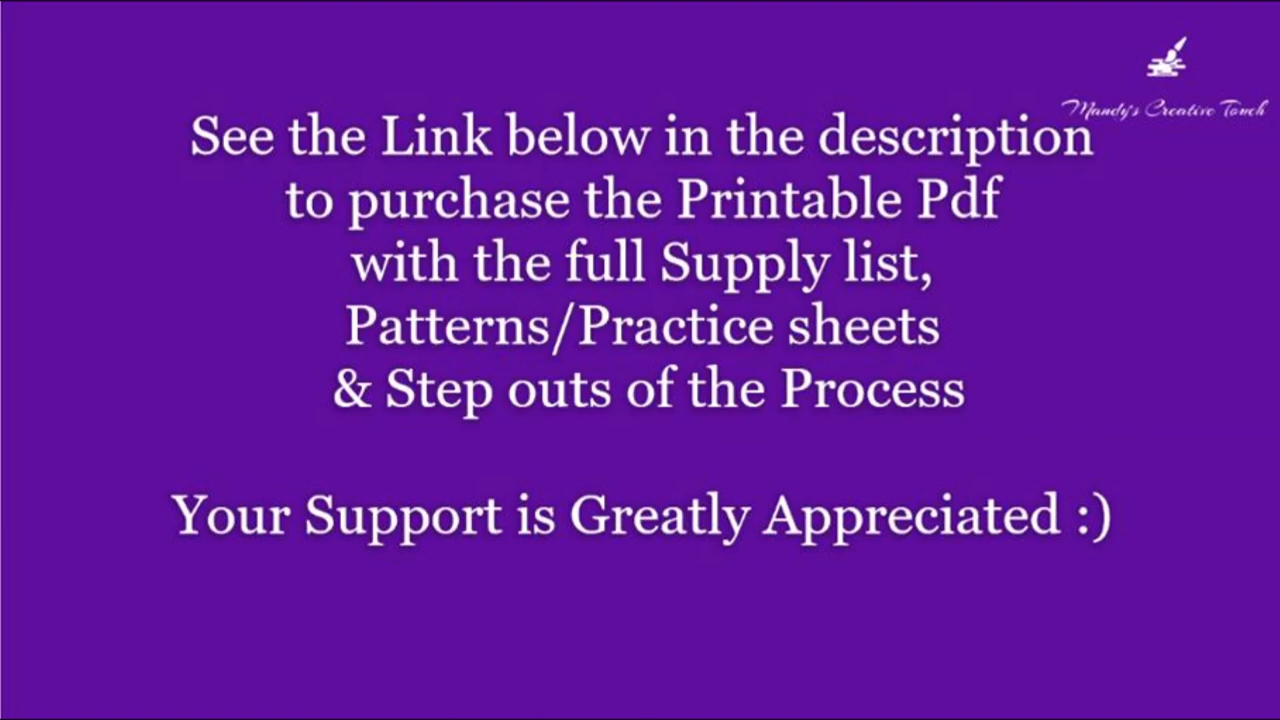 Mandy's Creative Touch
See the Link below in the description
to purchase the Printable Pdf
with the full Supply list,
Patterns/Practice sheets
& Step outs of the Process
Your Support is Greatly Appreciated :)